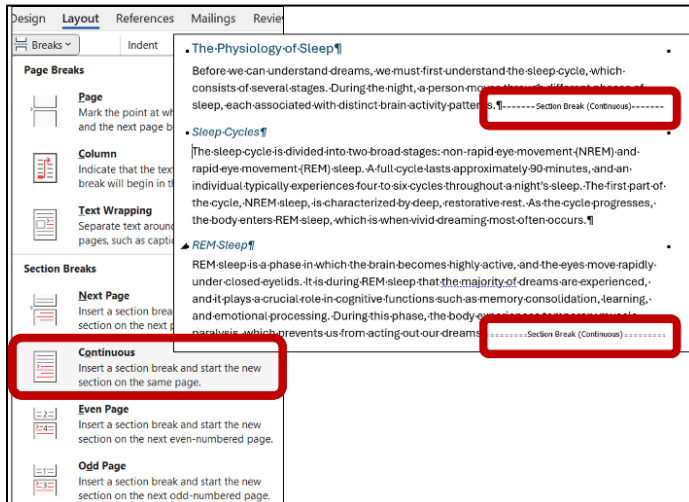 Design Layout References Mailings Revie
Breaks Indent
Page Breaks
Page
Mark the point at wh
and the next page b
Column
Indicate that the text
break will begin in th
Text Wrapping
Separate text around
pages, such as captio
Section Breaks
Next Page
Insert a section brea
section on the next p
Continuous
Insert a section break and start the new
section on the same page.
Even Page
Insert a section break and start the new
section on the next even-numbered page.
Odd Page
Insert a section break and start the new
section on the next odd-numbered page.
The·Physiology·of·Sleep¶
Before·we·can·understand·dreams,·we·must·first·understand·the·sleep·cycle,·which·
consists·of·several·stages.·During·the·night,·a·person·moves·through·different·phases·of·
sleep,·each·associated·with·distinct·brain·activity·patterns.¶ Section Break (Continuous)
Sleep·Cycles¶
The·sleep·cycle·is·divided·into·two·broad·stages:·non-rapid·eye·movement·(NREM)·and·
rapid·eye·movement·(REM)·sleep.·A·full·cycle·lasts·approximately·90·minutes,·and·an·
individual·typically·experiences·four·to·six·cycles·throughout·a·night's·sleep.·The·first·part·of·
the·cycle,·NREM·sleep,·is·characterized·by·deep,·restorative·rest.·As·the·cycle·progresses,·
the·body·enters·REM·sleep,·which·is·when·vivid·dreaming·most·often·occurs.¶
REM·Sleep¶
REM·sleep·is·a·phase·in·which·the·brain·becomes·highly·active,·and·the·eyes·move·rapidly·
under·closed·eyelids.·It·is·during·REM·sleep·that·the·majority·of·dreams·are·experienced,·
and·it·plays·a·crucial·role·in·cognitive·functions·such·as·memory·consolidation,·learning,·
and·emotional·processing.·During·this·phase,·the·body·experiences·temporary·muscle·
paralysis,·which·prevents·us·from·acting·out·our·dreams Section Break (Continuous)